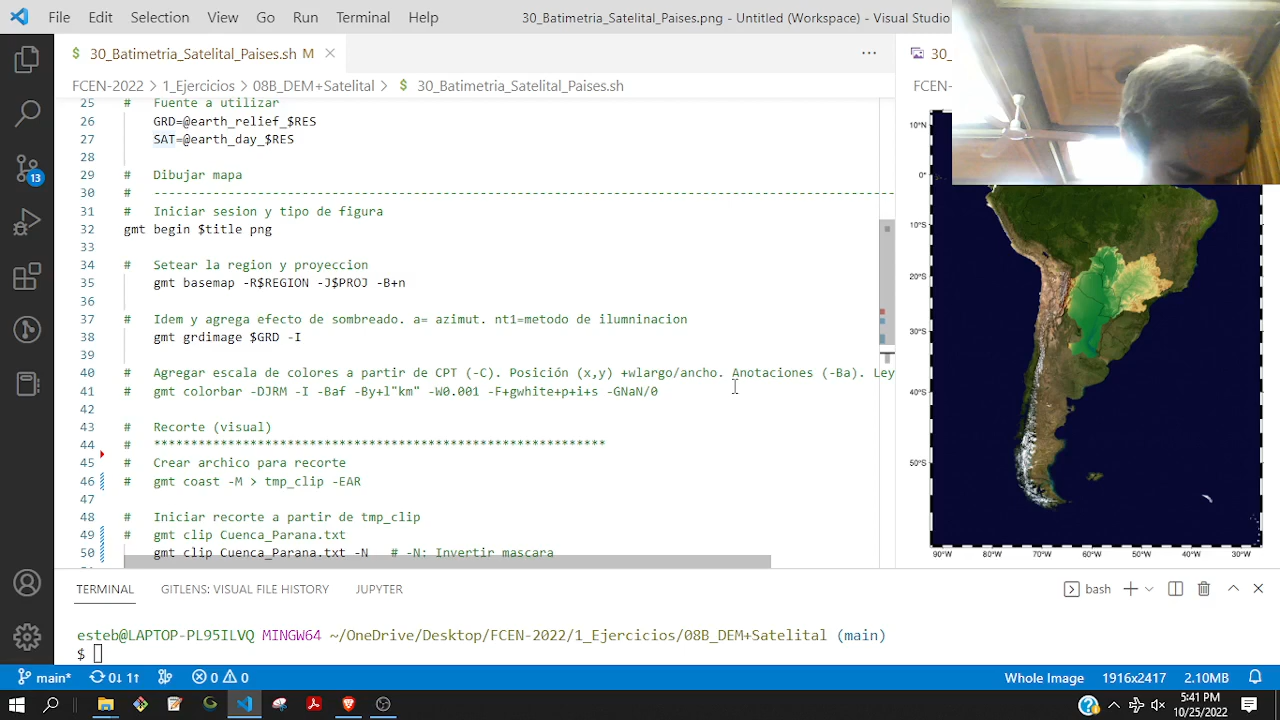 File Edit View Go Run Terminal Help 30_Batimetria_Satelital_Paises.png - Untitled (Workspace) - Visual Studio
$ 30_Batimetria_Satelital_Paises.sh M
30_
FCEN-2022 > 1_Ejercicios > 08B_DEM+Satelital > $ 30_Batimetria_Satelital_Paises.sh
FCEN-
25 # Fuente a utilizar
26 GRD=@earth_relief_$RES
27 SAT=@earth_day_$RES
28
29 # Dibujar mapa
30 # -----------------------------------------------------------------------------------------------------
31 # Iniciar sesion y tipo de figura
32 gmt begin $title png
33
34 # Setear la region y proyeccion
35 gmt basemap -R$REGION -J$PROJ -B+n
36
37 # Idem y agrega efecto de sombreado. a= azimut. nt1=metodo de ilumninacion
38 gmt grdimage $GRD -I
39
40 # Agregar escala de colores a partir de CPT (-C). Posición (x,y) +wlargo/ancho. Anotaciones (-Ba). Ley
41 # gmt colorbar -DJRM -I -Baf -By+l"km" -W0.001 -F+gwhite+p+i+s -GNaN/0
42
43 # Recorte (visual)
44 # *************************************************************
45 # Crear archico para recorte
46 # gmt coast -M > tmp_clip -EAR
47
48 # Iniciar recorte a partir de tmp_clip
49 # gmt clip Cuenca_Parana.txt
50 gmt clip Cuenca_Parana.txt -N # -N: Invertir mascara
10°N
0°
10°S
20°S
30°S
40°S
50°S
90°W 80°W 70°W 60°W 50°W 40°W 30°W
TERMINAL GITLENS: VISUAL FILE HISTORY JUPYTER
bash
esteb@LAPTOP-PL95ILVQ MINGW64 ~/OneDrive/Desktop/FCEN-2022/1_Ejercicios/08B_DEM+Satelital (main)
$
13
main* 0↓ 1↑ 0 0 Whole Image 1916x2417 2.10MB
5:41 PM
10/25/2022